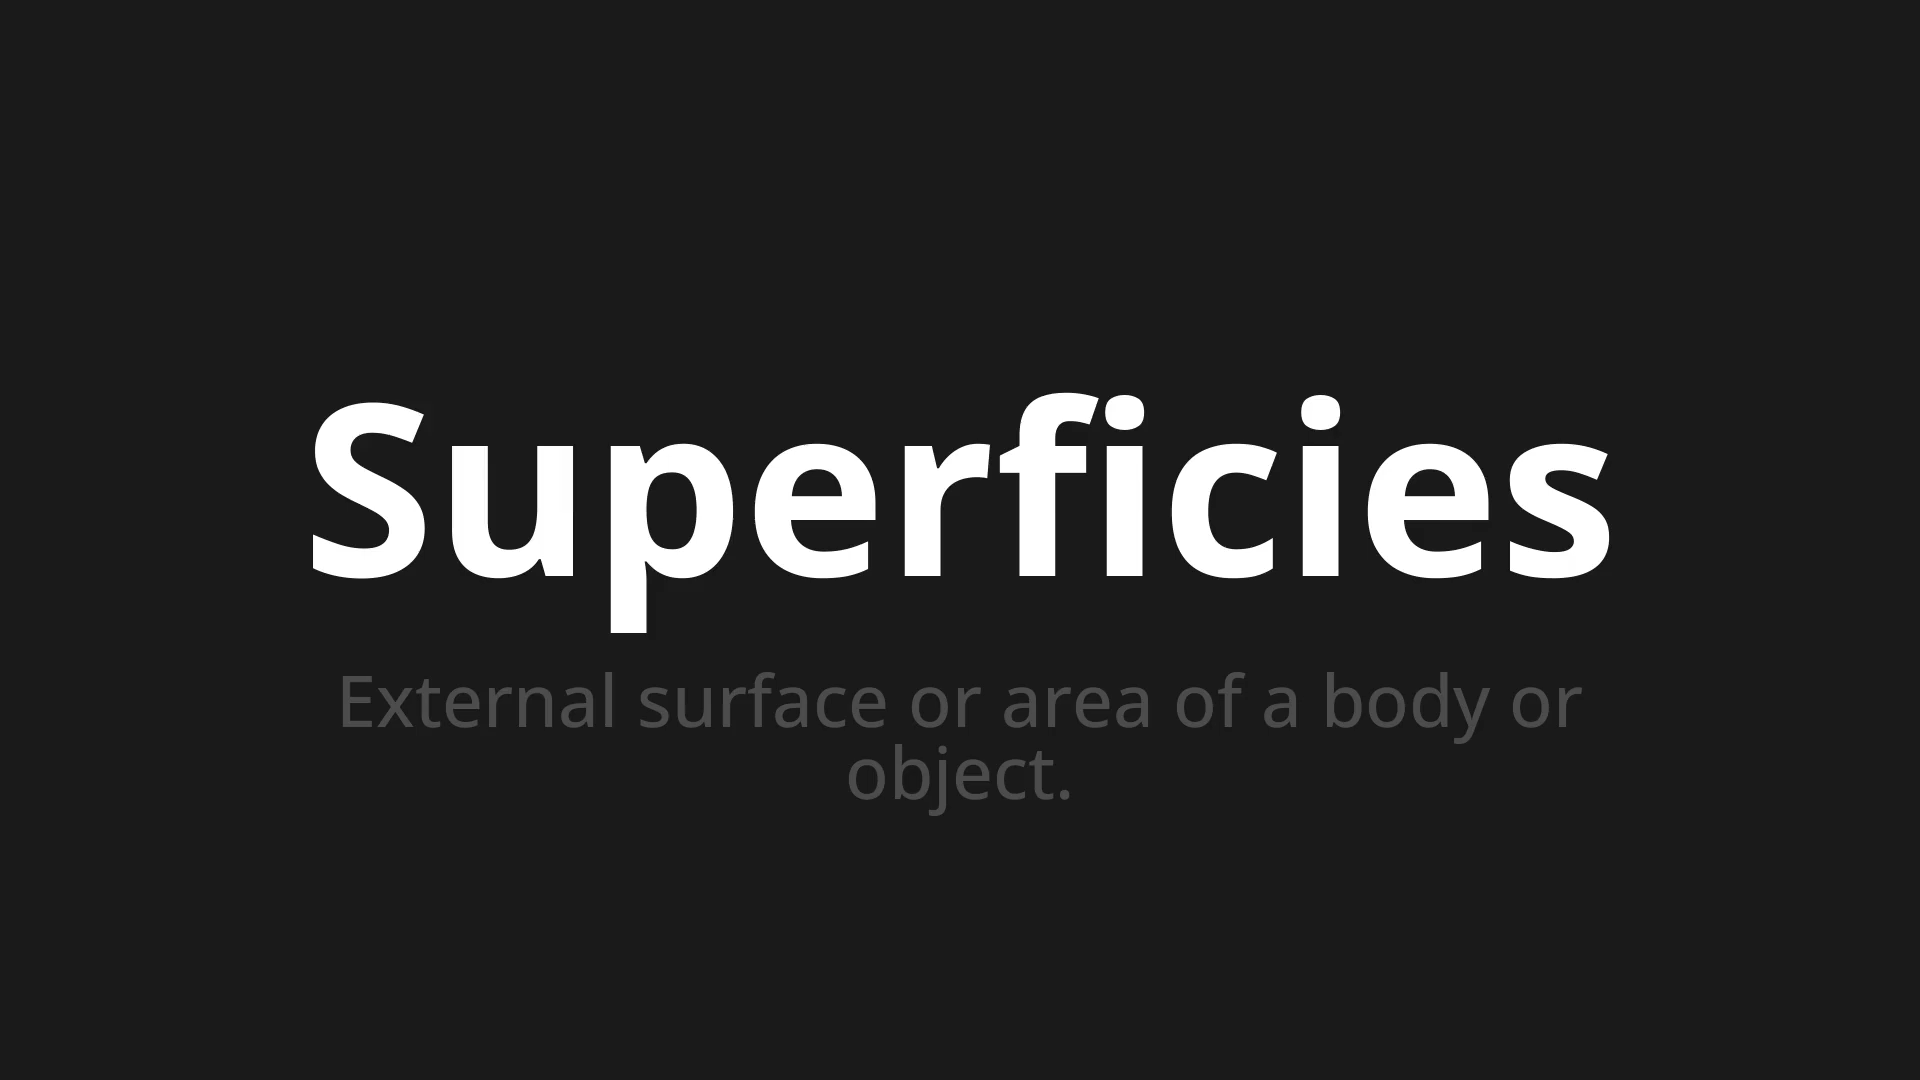 Superficies
External surface or area of a body or
object.